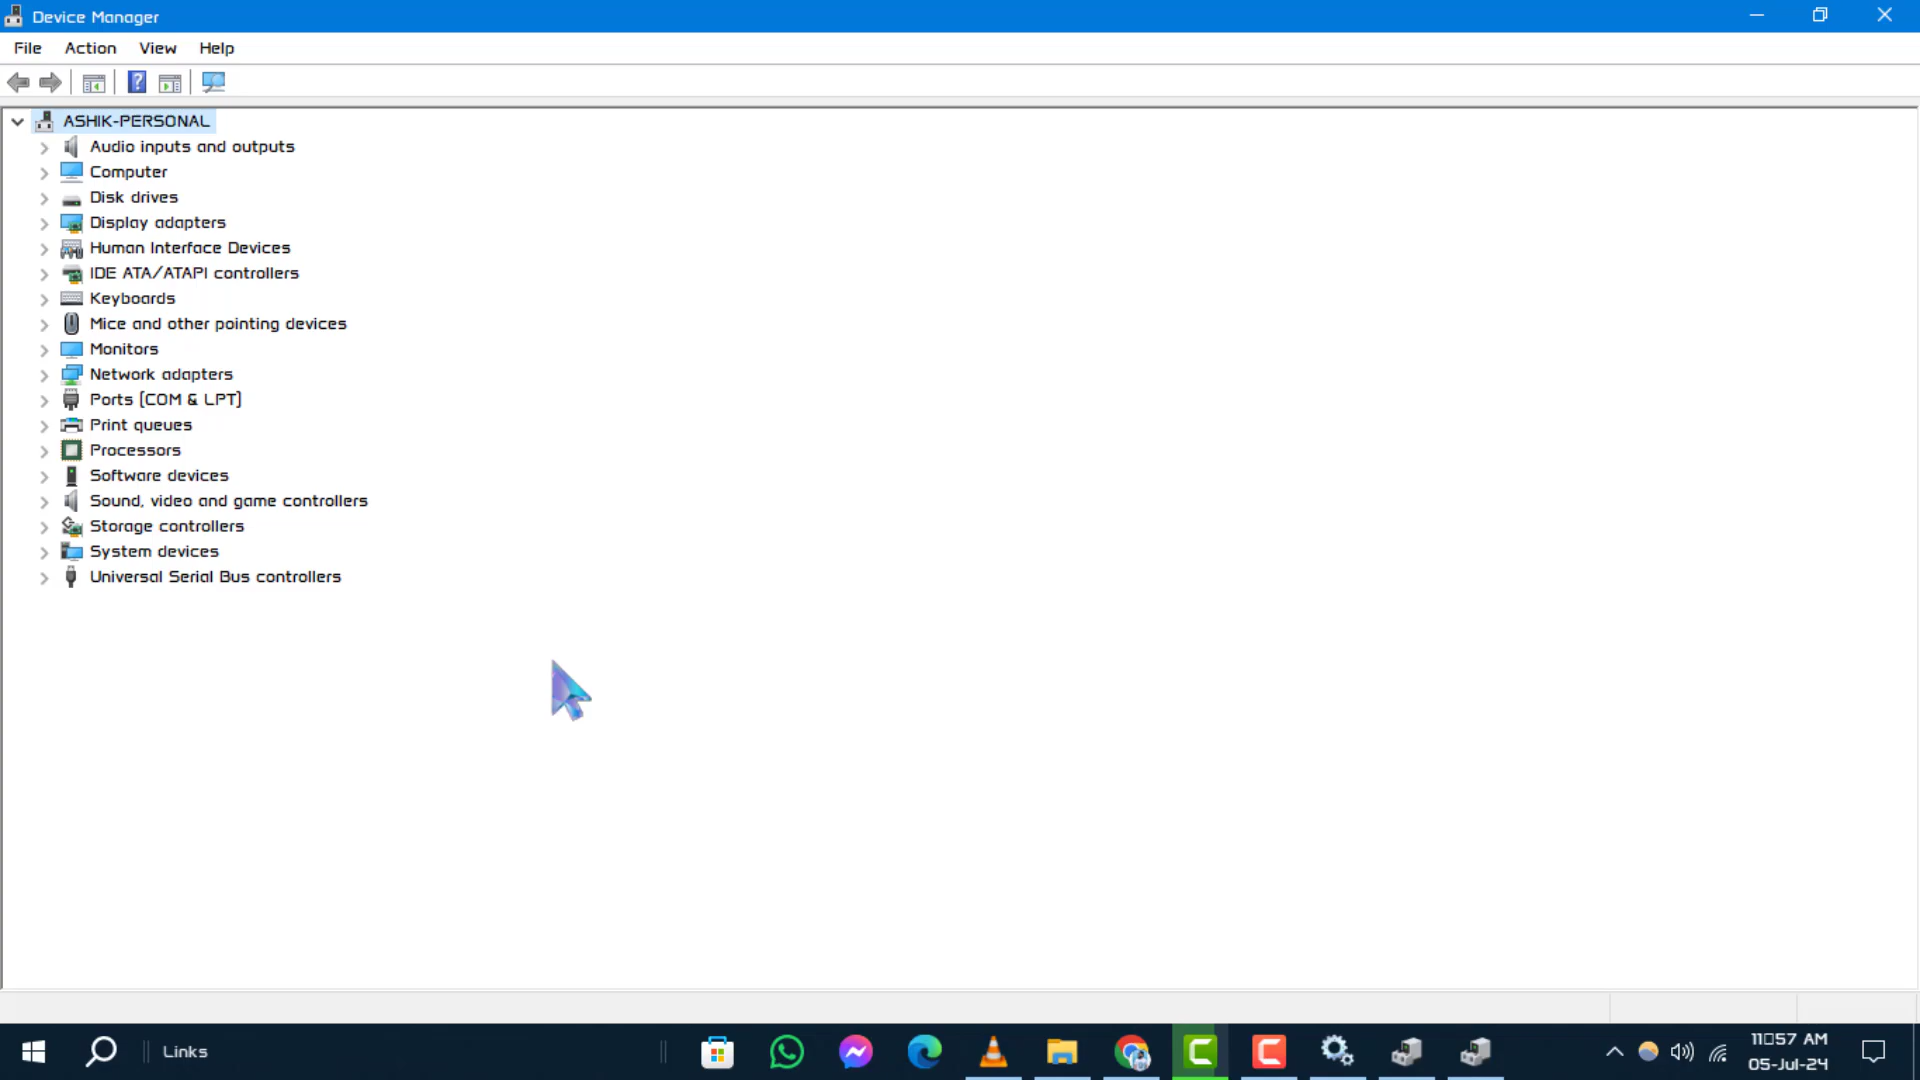 Device Manager
File Action View Help
ASHIK-PERSONAL
Audio inputs and outputs
Computer
Disk drives
Display adapters
Human Interface Devices
IDE ATA/ATAPI controllers
Keyboards
Mice and other pointing devices
Monitors
Network adapters
Ports (COM & LPT)
Print queues
Processors
Software devices
Sound, video and game controllers
Storage controllers
System devices
Universal Serial Bus controllers
Links
11□57 AM
05-Jul-24